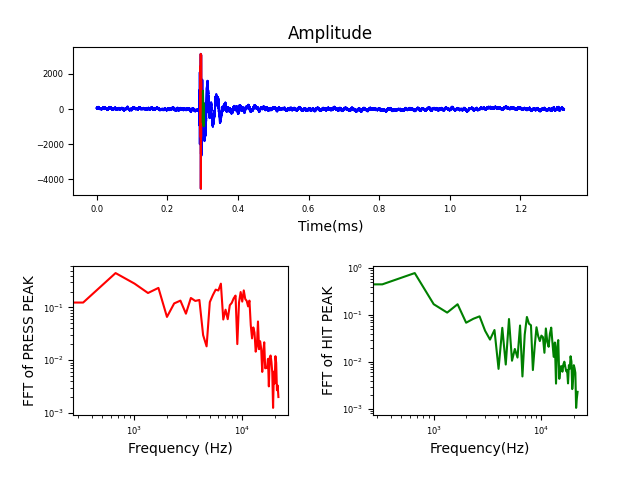 Amplitude
2000
0
−2000
−4000
0.0 0.2 0.4 0.6 0.8 1.0 1.2
Time(ms)
FFT of PRESS PEAK
10⁻¹
10⁻²
10⁻³
10³ 10⁴
Frequency (Hz)
FFT of HIT PEAK
10⁰
10⁻¹
10⁻²
10⁻³
10³ 10⁴
Frequency(Hz)